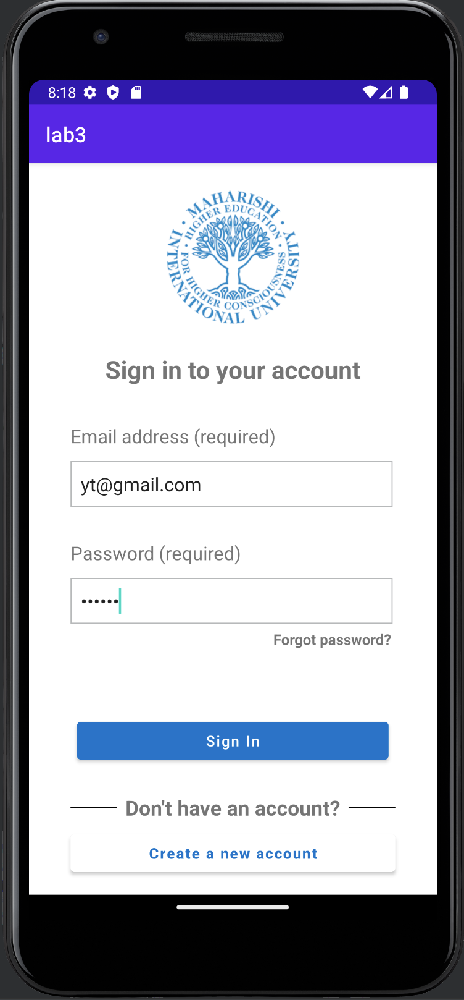 8:18
lab3
MAHARISHI INTERNATIONAL UNIVERSITY
HIGHER EDUCATION FOR HIGHER CONSCIOUSNESS
Sign in to your account
Email address (required)
yt@gmail.com
Password (required)
••••••
Forgot password?
Sign In
Don't have an account?
Create a new account